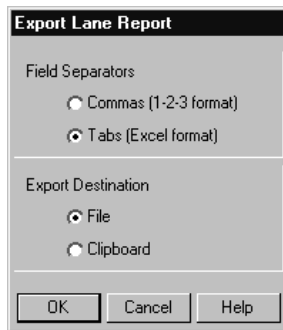 Export Lane Report
Field Separators
Commas (1-2-3 format)
Tabs (Excel format)
Export Destination
File
Clipboard
OK Cancel Help